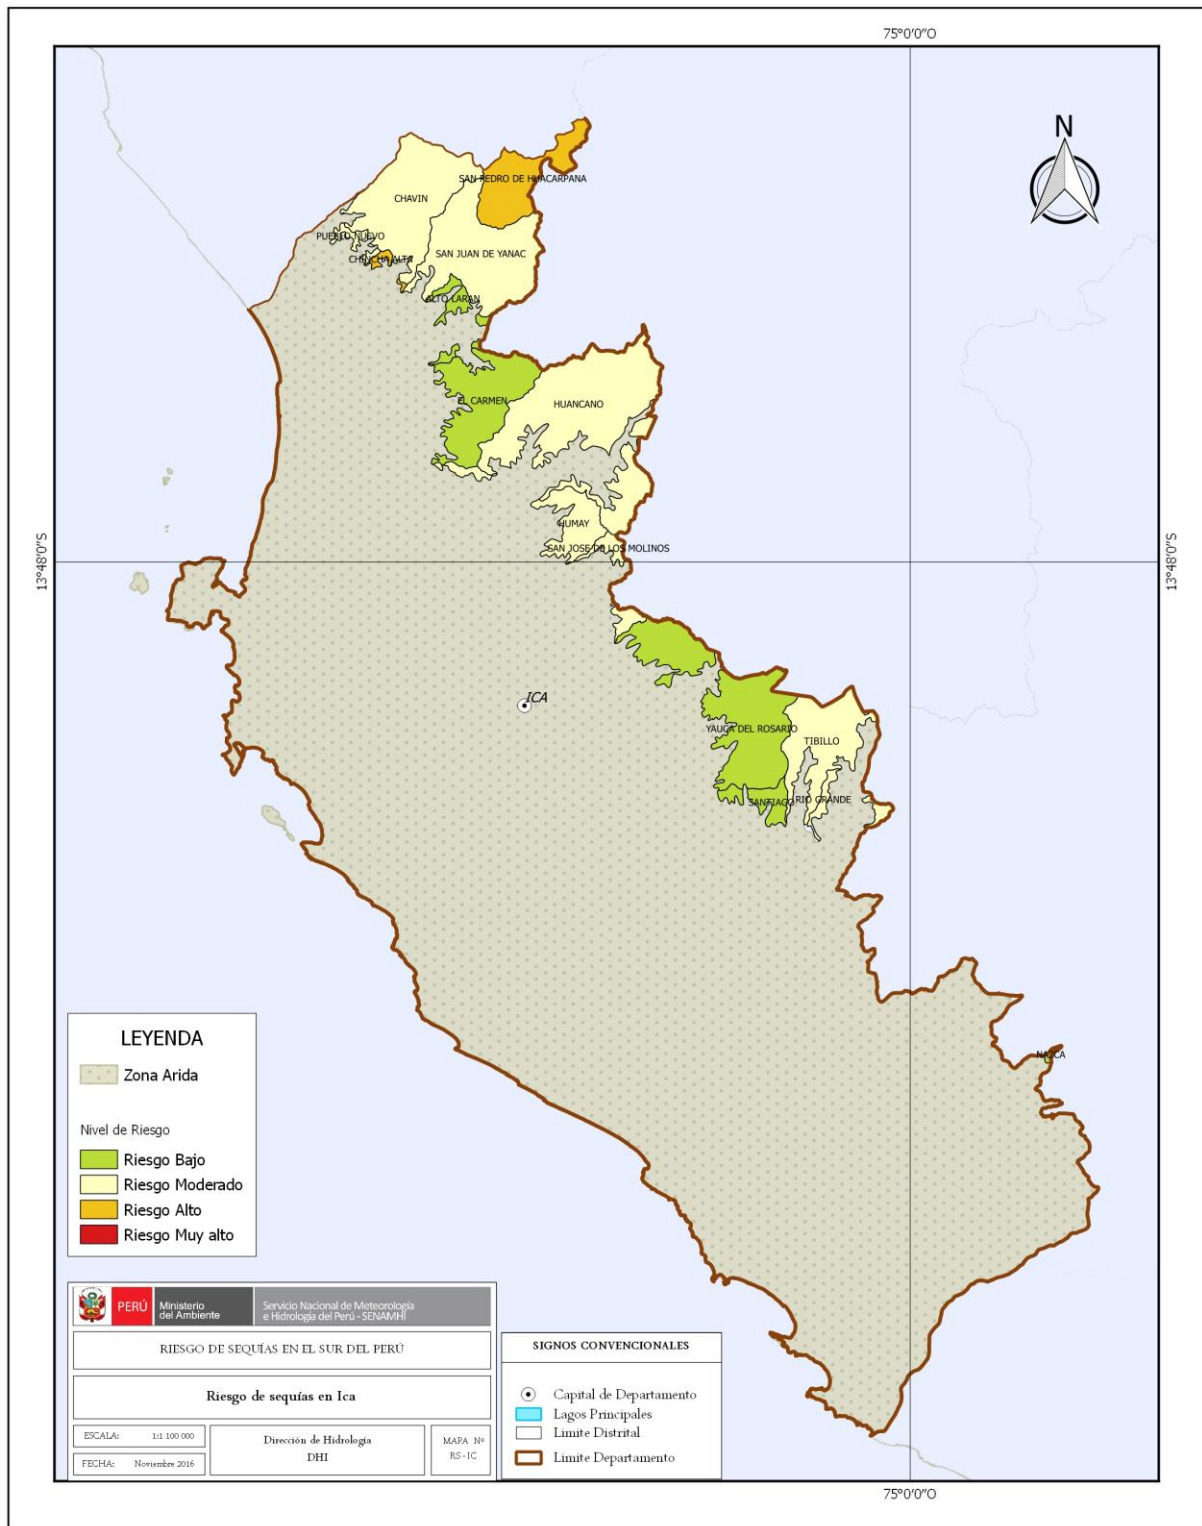 75°0'0"O
N
SAN PEDRO DE HUACARPANA
CHAVIN
PUEBLO NUEVO
SAN JUAN DE YANAC
CHINCHA ALTA
ALTO LARAN
EL CARMEN
HUANCANO
HUMAY
SAN JOSE DE LOS MOLINOS
13°48'0"S
13°48'0"S
ICA
YAUCA DEL ROSARIO
TIBILLO
SANTIAGO
RIO GRANDE
NAZCA
LEYENDA
Zona Arida
Nivel de Riesgo
Riesgo Bajo
Riesgo Moderado
Riesgo Alto
Riesgo Muy alto
PERÚ
Ministerio
del Ambiente
Servicio Nacional de Meteorología
e Hidrología del Perú - SENAMHI
RIESGO DE SEQUÍAS EN EL SUR DEL PERÚ
Riesgo de sequías en Ica
ESCALA: 1:1 100 000
FECHA: Noviembre 2016
Dirección de Hidrología
DHI
MAPA Nº
RS - IC
SIGNOS CONVENCIONALES
Capital de Departamento
Lagos Principales
Limite Distrital
Limite Departamento
75°0'0"O